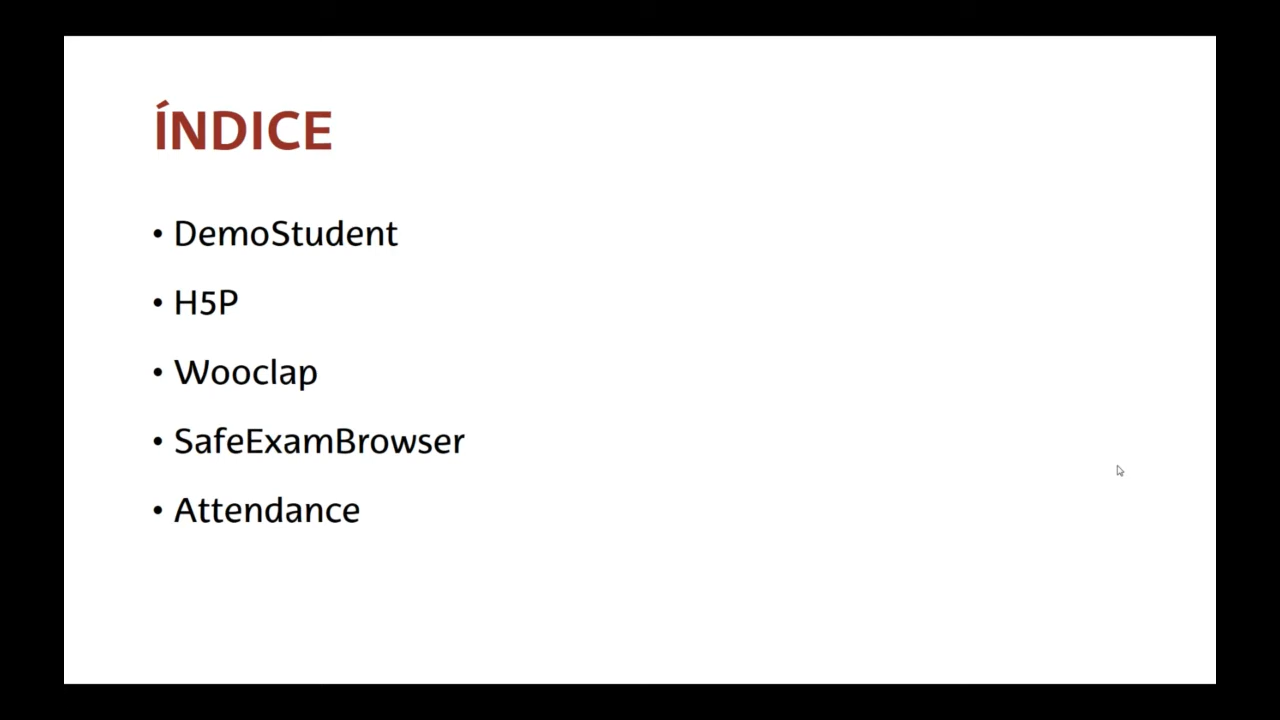 ÍNDICE
• DemoStudent
• H5P
• Wooclap
• SafeExamBrowser
• Attendance